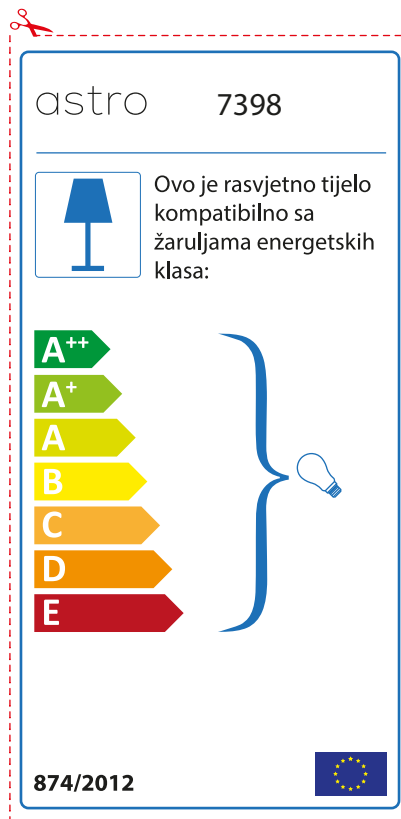 astro 7398
Ovo je rasvjetno tijelo
kompatibilno sa
žaruljama energetskih
klasa:
A++
A+
A
B
C
D
E
874/2012